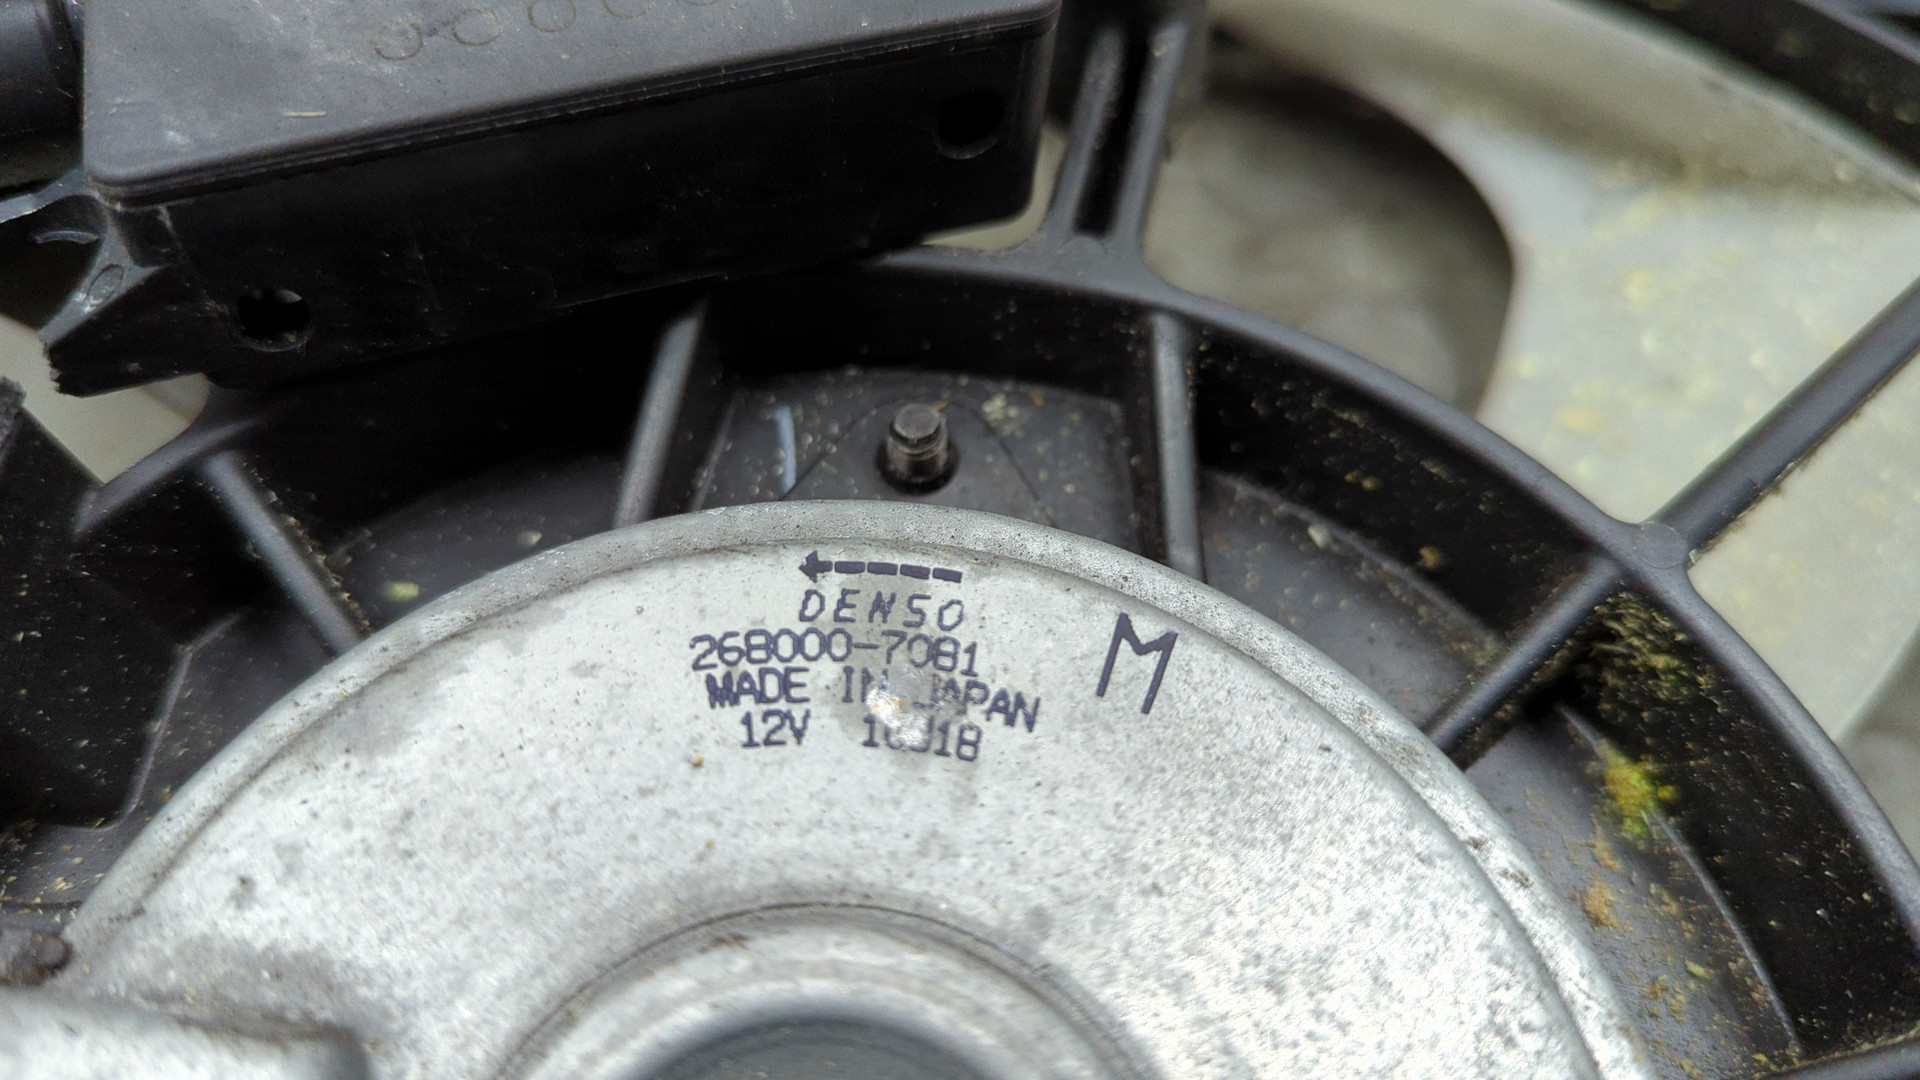 DENSO
268000-7081
M
MADE IN JAPAN
12V